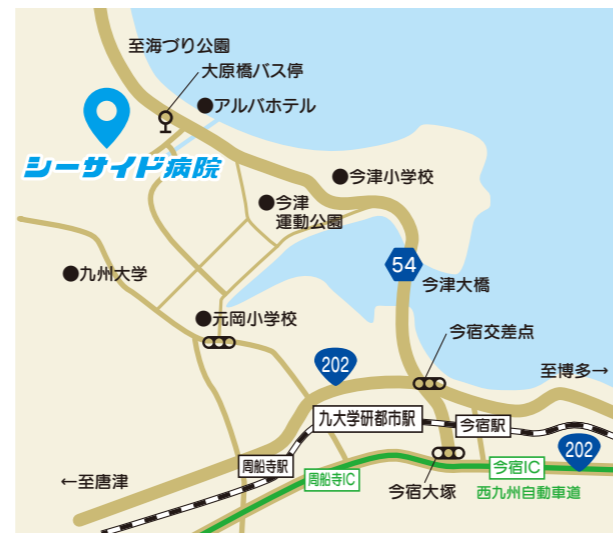 至海づり公園
大原橋バス停
●アルバホテル
シーサイド病院
●今津小学校
●今津
運動公園
●九州大学
54
今津大橋
●元岡小学校
今宿交差点
202
至博多→
九大学研都市駅
今宿駅
周船寺駅
202
←至唐津
周船寺IC
今宿大塚
今宿IC
西九州自動車道